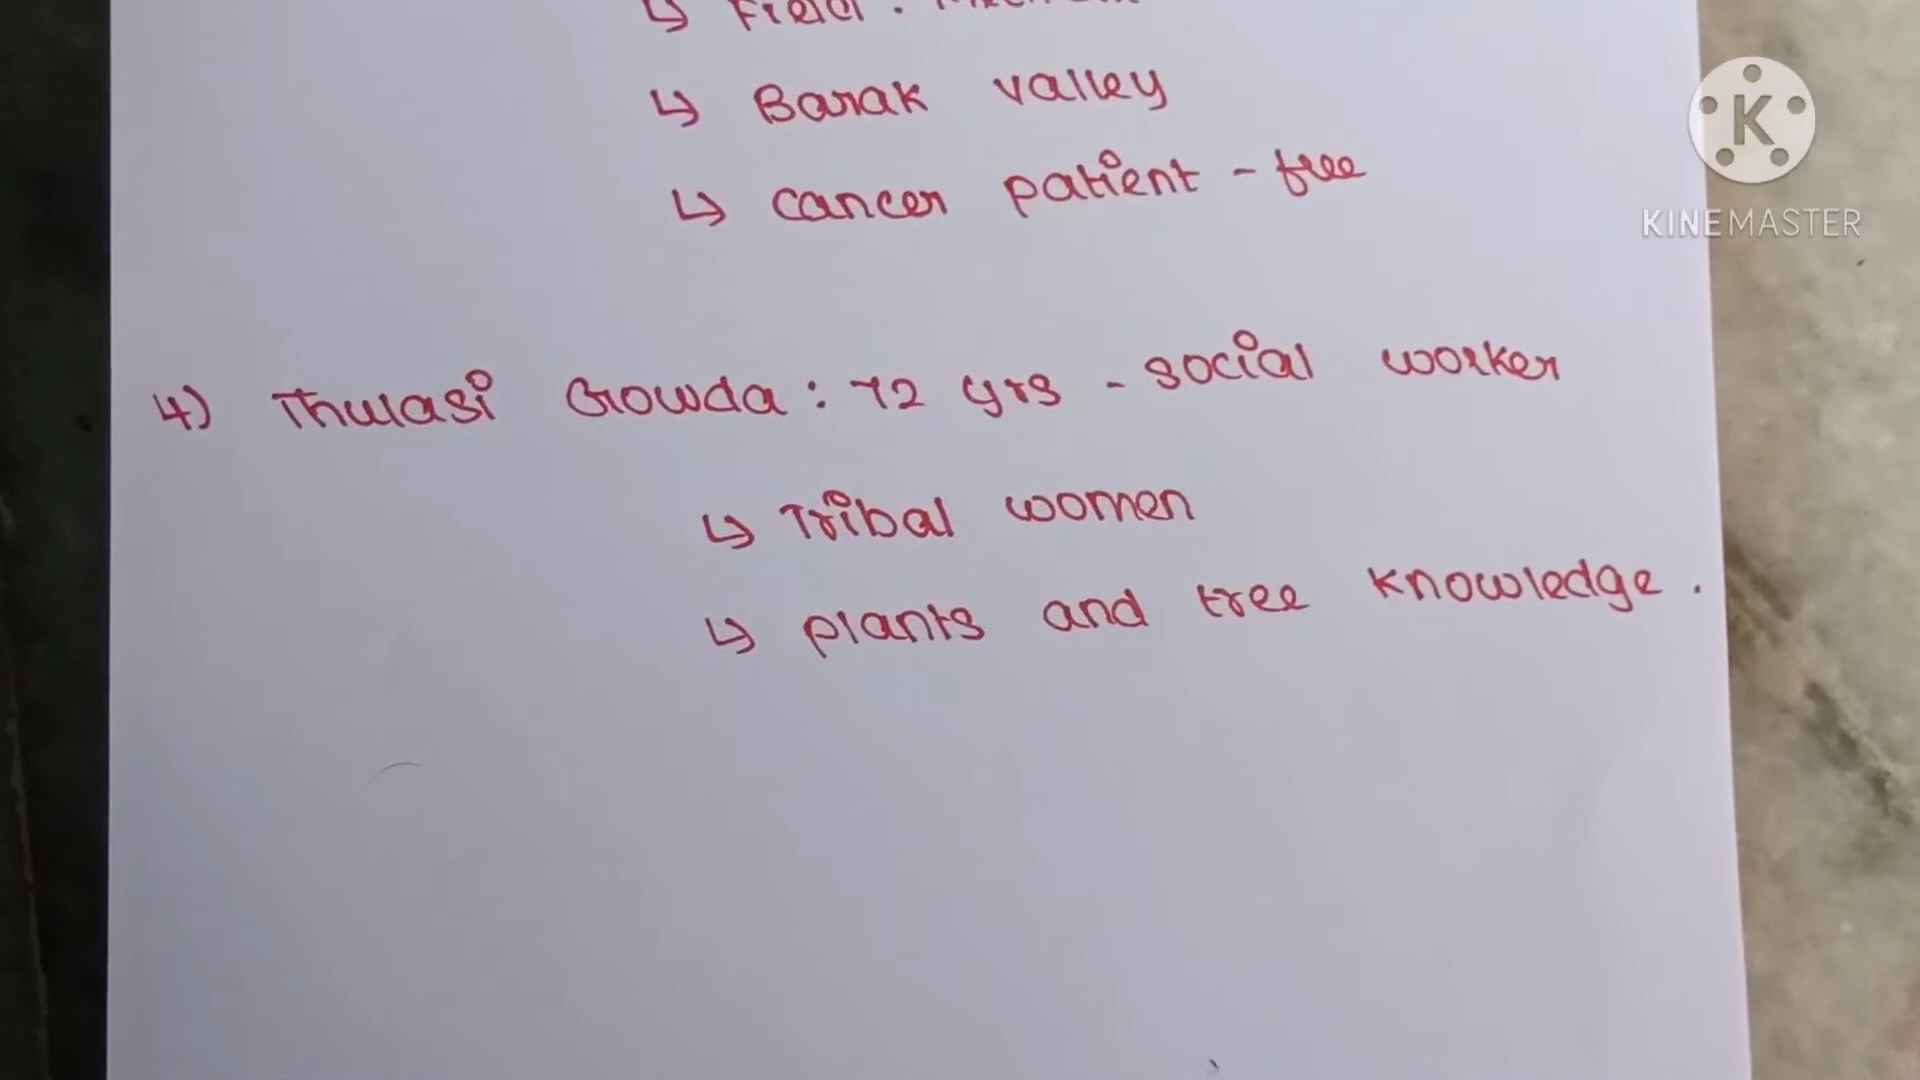 ↳ Field :
↳ Barak valley
↳ cancer patient - free
4) Thulasi Gowda : 72 yrs - social worker
↳ Tribal women
↳ plants and tree knowledge .
K
KINEMASTER